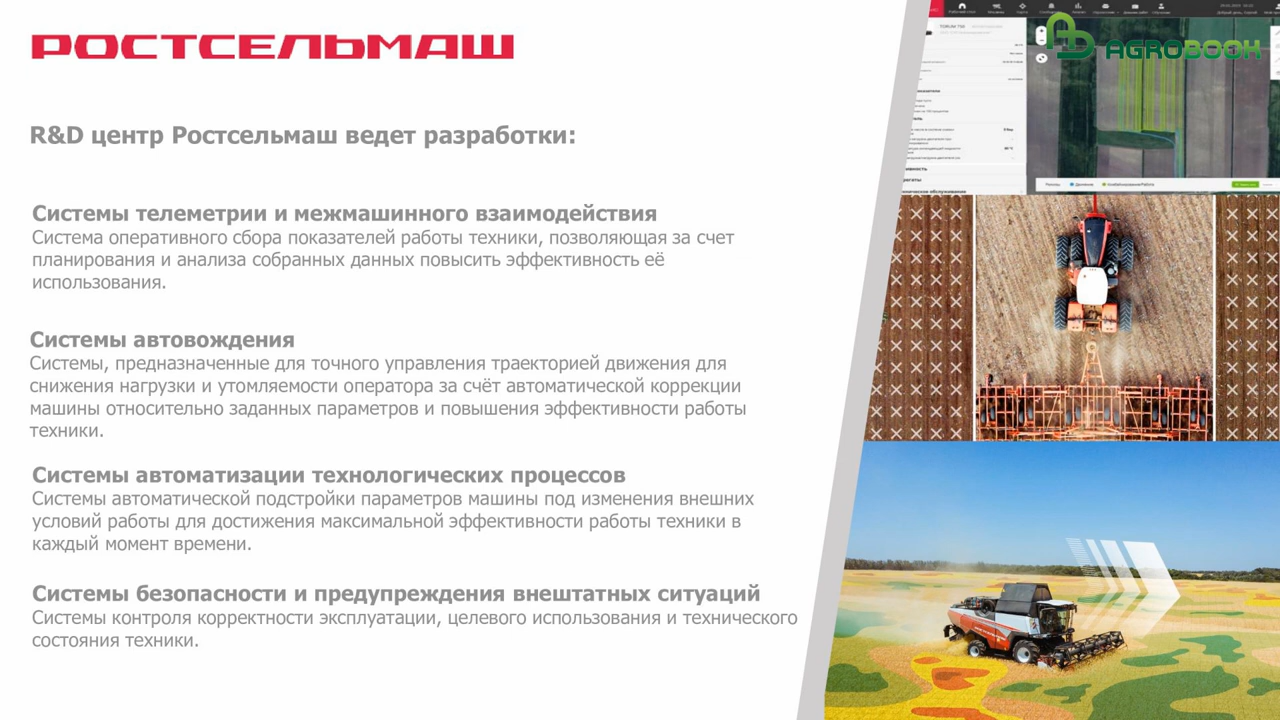 РОСТСЕЛЬМАШ
AGROBOOK
R&D центр Ростсельмаш ведет разработки:
Системы телеметрии и межмашинного взаимодействия
Система оперативного сбора показателей работы техники, позволяющая за счет
планирования и анализа собранных данных повысить эффективность её
использования.
Системы автовождения
Системы, предназначенные для точного управления траекторией движения для
снижения нагрузки и утомляемости оператора за счёт автоматической коррекции
машины относительно заданных параметров и повышения эффективности работы
техники.
Системы автоматизации технологических процессов
Системы автоматической подстройки параметров машины под изменения внешних
условий работы для достижения максимальной эффективности работы техники в
каждый момент времени.
Системы безопасности и предупреждения внештатных ситуаций
Системы контроля корректности эксплуатации, целевого использования и технического
состояния техники.